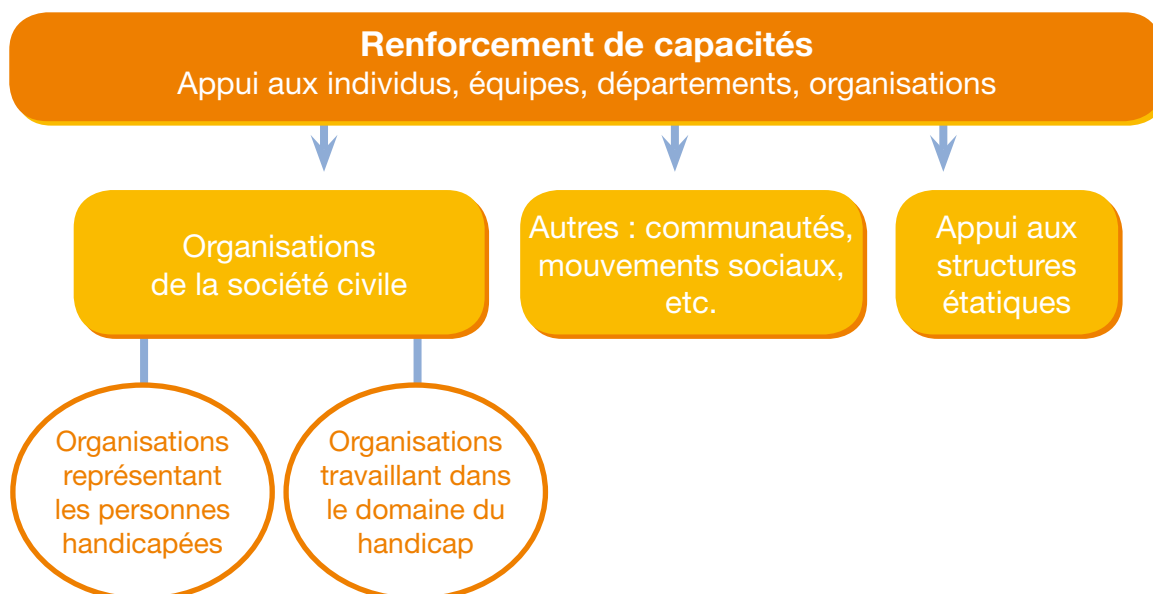 Renforcement de capacités
Appui aux individus, équipes, départements, organisations
Organisations
de la société civile
Autres : communautés,
mouvements sociaux,
etc.
Appui aux
structures
étatiques
Organisations
représentant
les personnes
handicapées
Organisations
travaillant dans
le domaine du
handicap